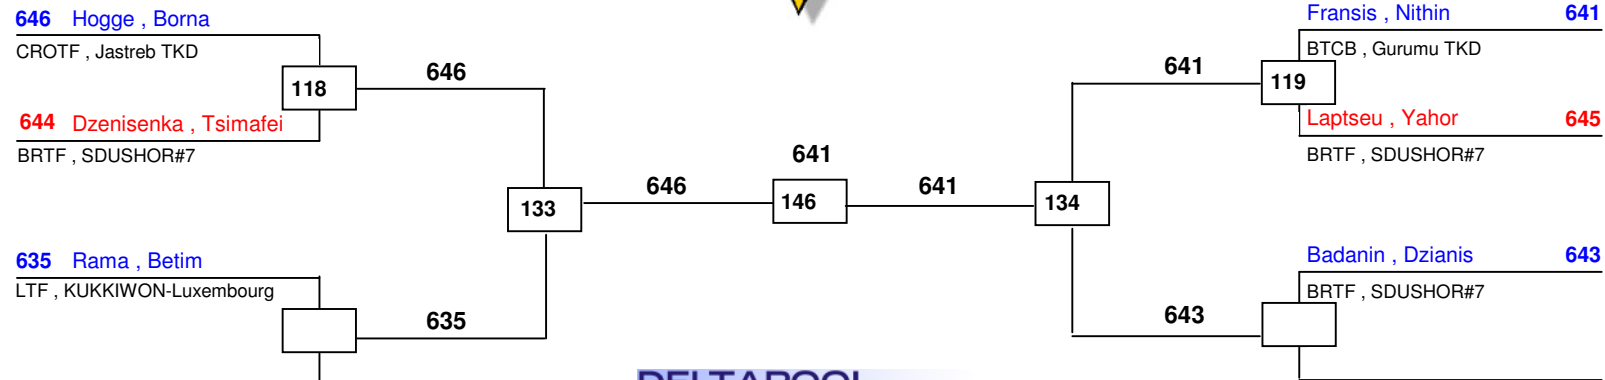 646 Hogge , Borna
CROTF , Jastreb TKD
118
646
644 Dzenisenka , Tsimafei
BRTF , SDUSHOR#7
133
646
635 Rama , Betim
LTF , KUKKIWON-Luxembourg
635
641
146
641
Fransis , Nithin 641
BTCB , Gurumu TKD
641
119
Laptseu , Yahor 645
BRTF , SDUSHOR#7
134
Badanin , Dzianis 643
BRTF , SDUSHOR#7
643